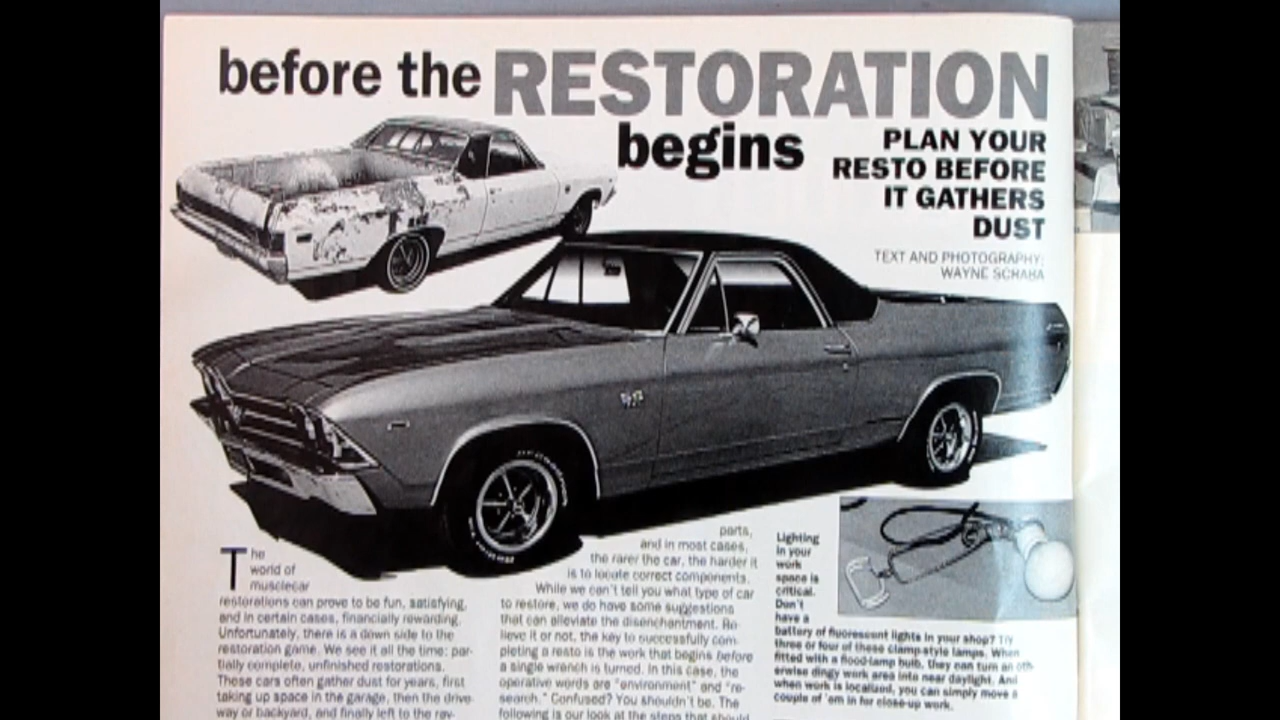 before the RESTORATION
begins
PLAN YOUR
RESTO BEFORE
IT GATHERS
DUST
TEXT AND PHOTOGRAPHY:
WAYNE SCRABA
The
world of
musclecar
restorations can prove to be fun, satisfying,
and in certain cases, financially rewarding.
Unfortunately, there is a down side to the
restoration game. We see it all the time: par-
tially complete, unfinished restorations.
These cars often gather dust for years, first
taking up space in the garage, then the drive-
way or backyard, and finally left to the rav-
parts,
and in most cases,
the rarer the car, the harder it
is to locate correct components.
While we can't tell you what type of car
to restore, we do have some suggestions
that can alleviate the disenchantment. Be-
lieve it or not, the key to successfully com-
pleting a resto is the work that begins before
a single wrench is turned. In this case, the
operative words are "environment" and "re-
search." Confused? You shouldn't be. The
following is our look at the steps that should
Lighting
in your
work
space is
critical.
Don't
have a
battery of fluorescent lights in your shop? Try
three or four of these clamp-style lamps. When
fitted with a flood-lamp bulb, they can turn an oth-
erwise dingy work area into near daylight. And
when work is localized, you can simply move a
couple of 'em in for close-up work.